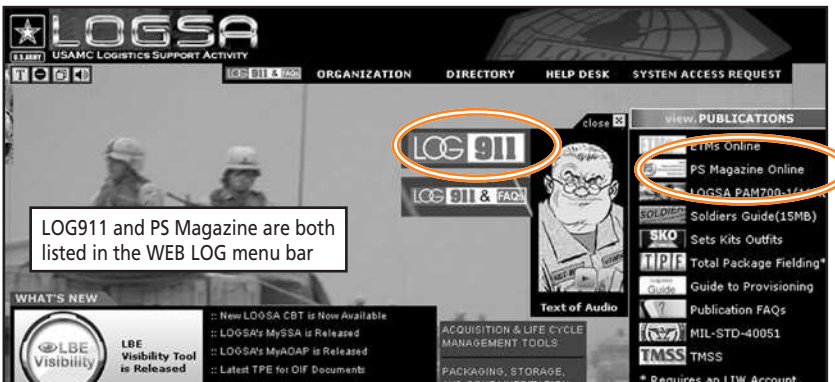 LOGSA
U.S.ARMY
USAMC LOGISTICS SUPPORT ACTIVITY
T
LOG 911 & FAQs
ORGANIZATION
DIRECTORY
HELP DESK
SYSTEM ACCESS REQUEST
close
view.PUBLICATIONS
LOG 911
LOG 911 & FAQs
ETMs Online
PS Magazine Online
LOGSA PAM700-1
Soldiers Guide(15MB)
SKO Sets Kits Outfits
TPF Total Package Fielding*
Guide Guide to Provisioning
Publication FAQs
MIL-STD-40051
TMSS TMSS
* Requires an LIW Account
LOG911 and PS Magazine are both
listed in the WEB LOG menu bar
Text of Audio
WHAT'S NEW
LBE
Visibility
LBE
Visibility Tool
is Released
:: New LOGSA CBT is Now Available
:: LOGSA's MySSA is Released
:: LOGSA's MyAOAP is Released
:: Latest TPE for OIF Documents
ACQUISITION & LIFE CYCLE
MANAGEMENT TOOLS
PACKAGING, STORAGE,